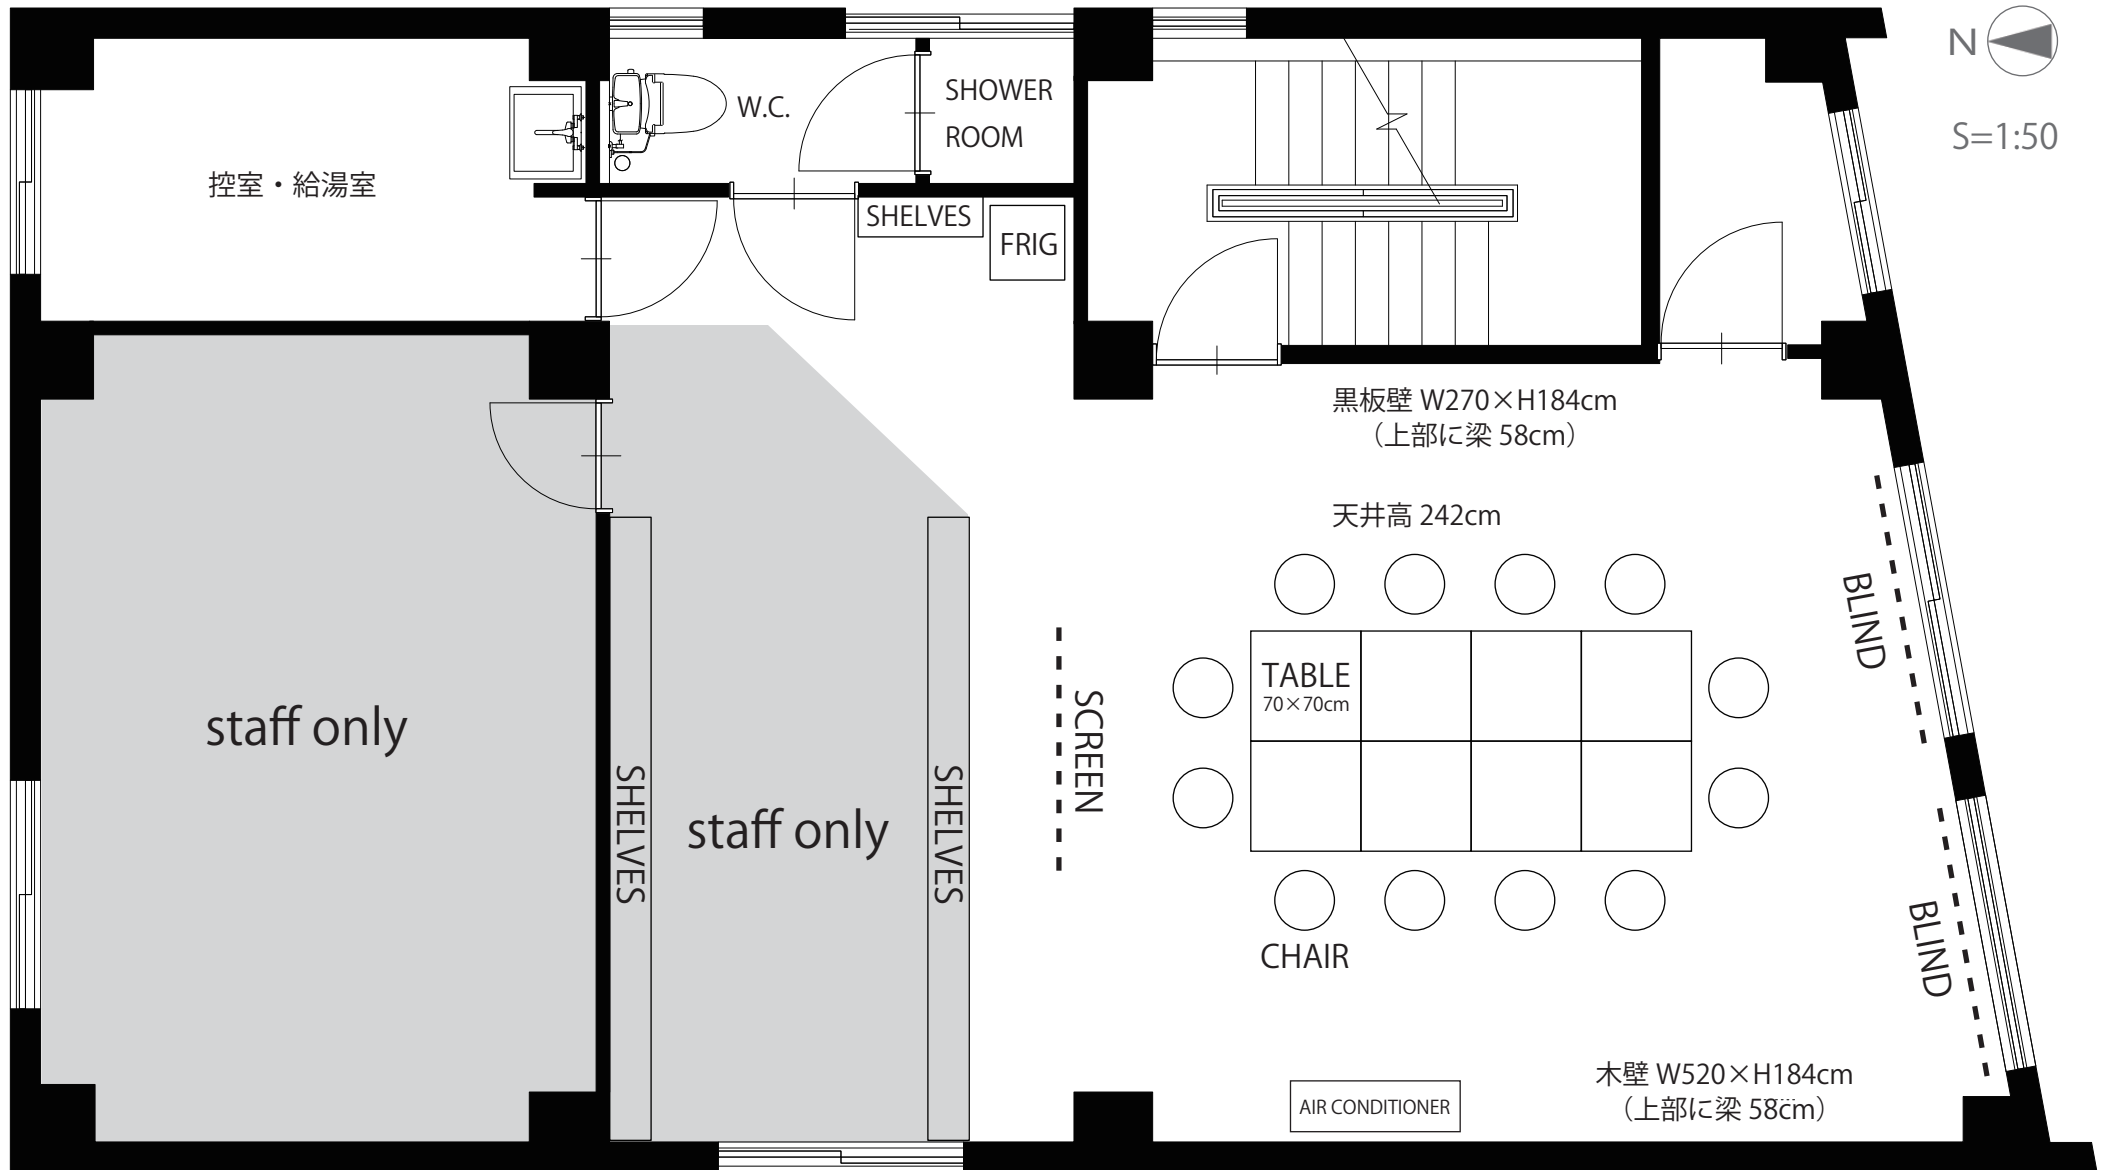 N
S=1:50
W.C.
SHOWER
ROOM
控室・給湯室
SHELVES
FRIG
黒板壁 W270×H184cm
（上部に梁 58cm）
天井高 242cm
BLIND
TABLE
70×70cm
SCREEN
staff only
SHELVES
staff only
SHELVES
CHAIR
BLIND
木壁 W520×H184cm
（上部に梁 58cm）
AIR CONDITIONER